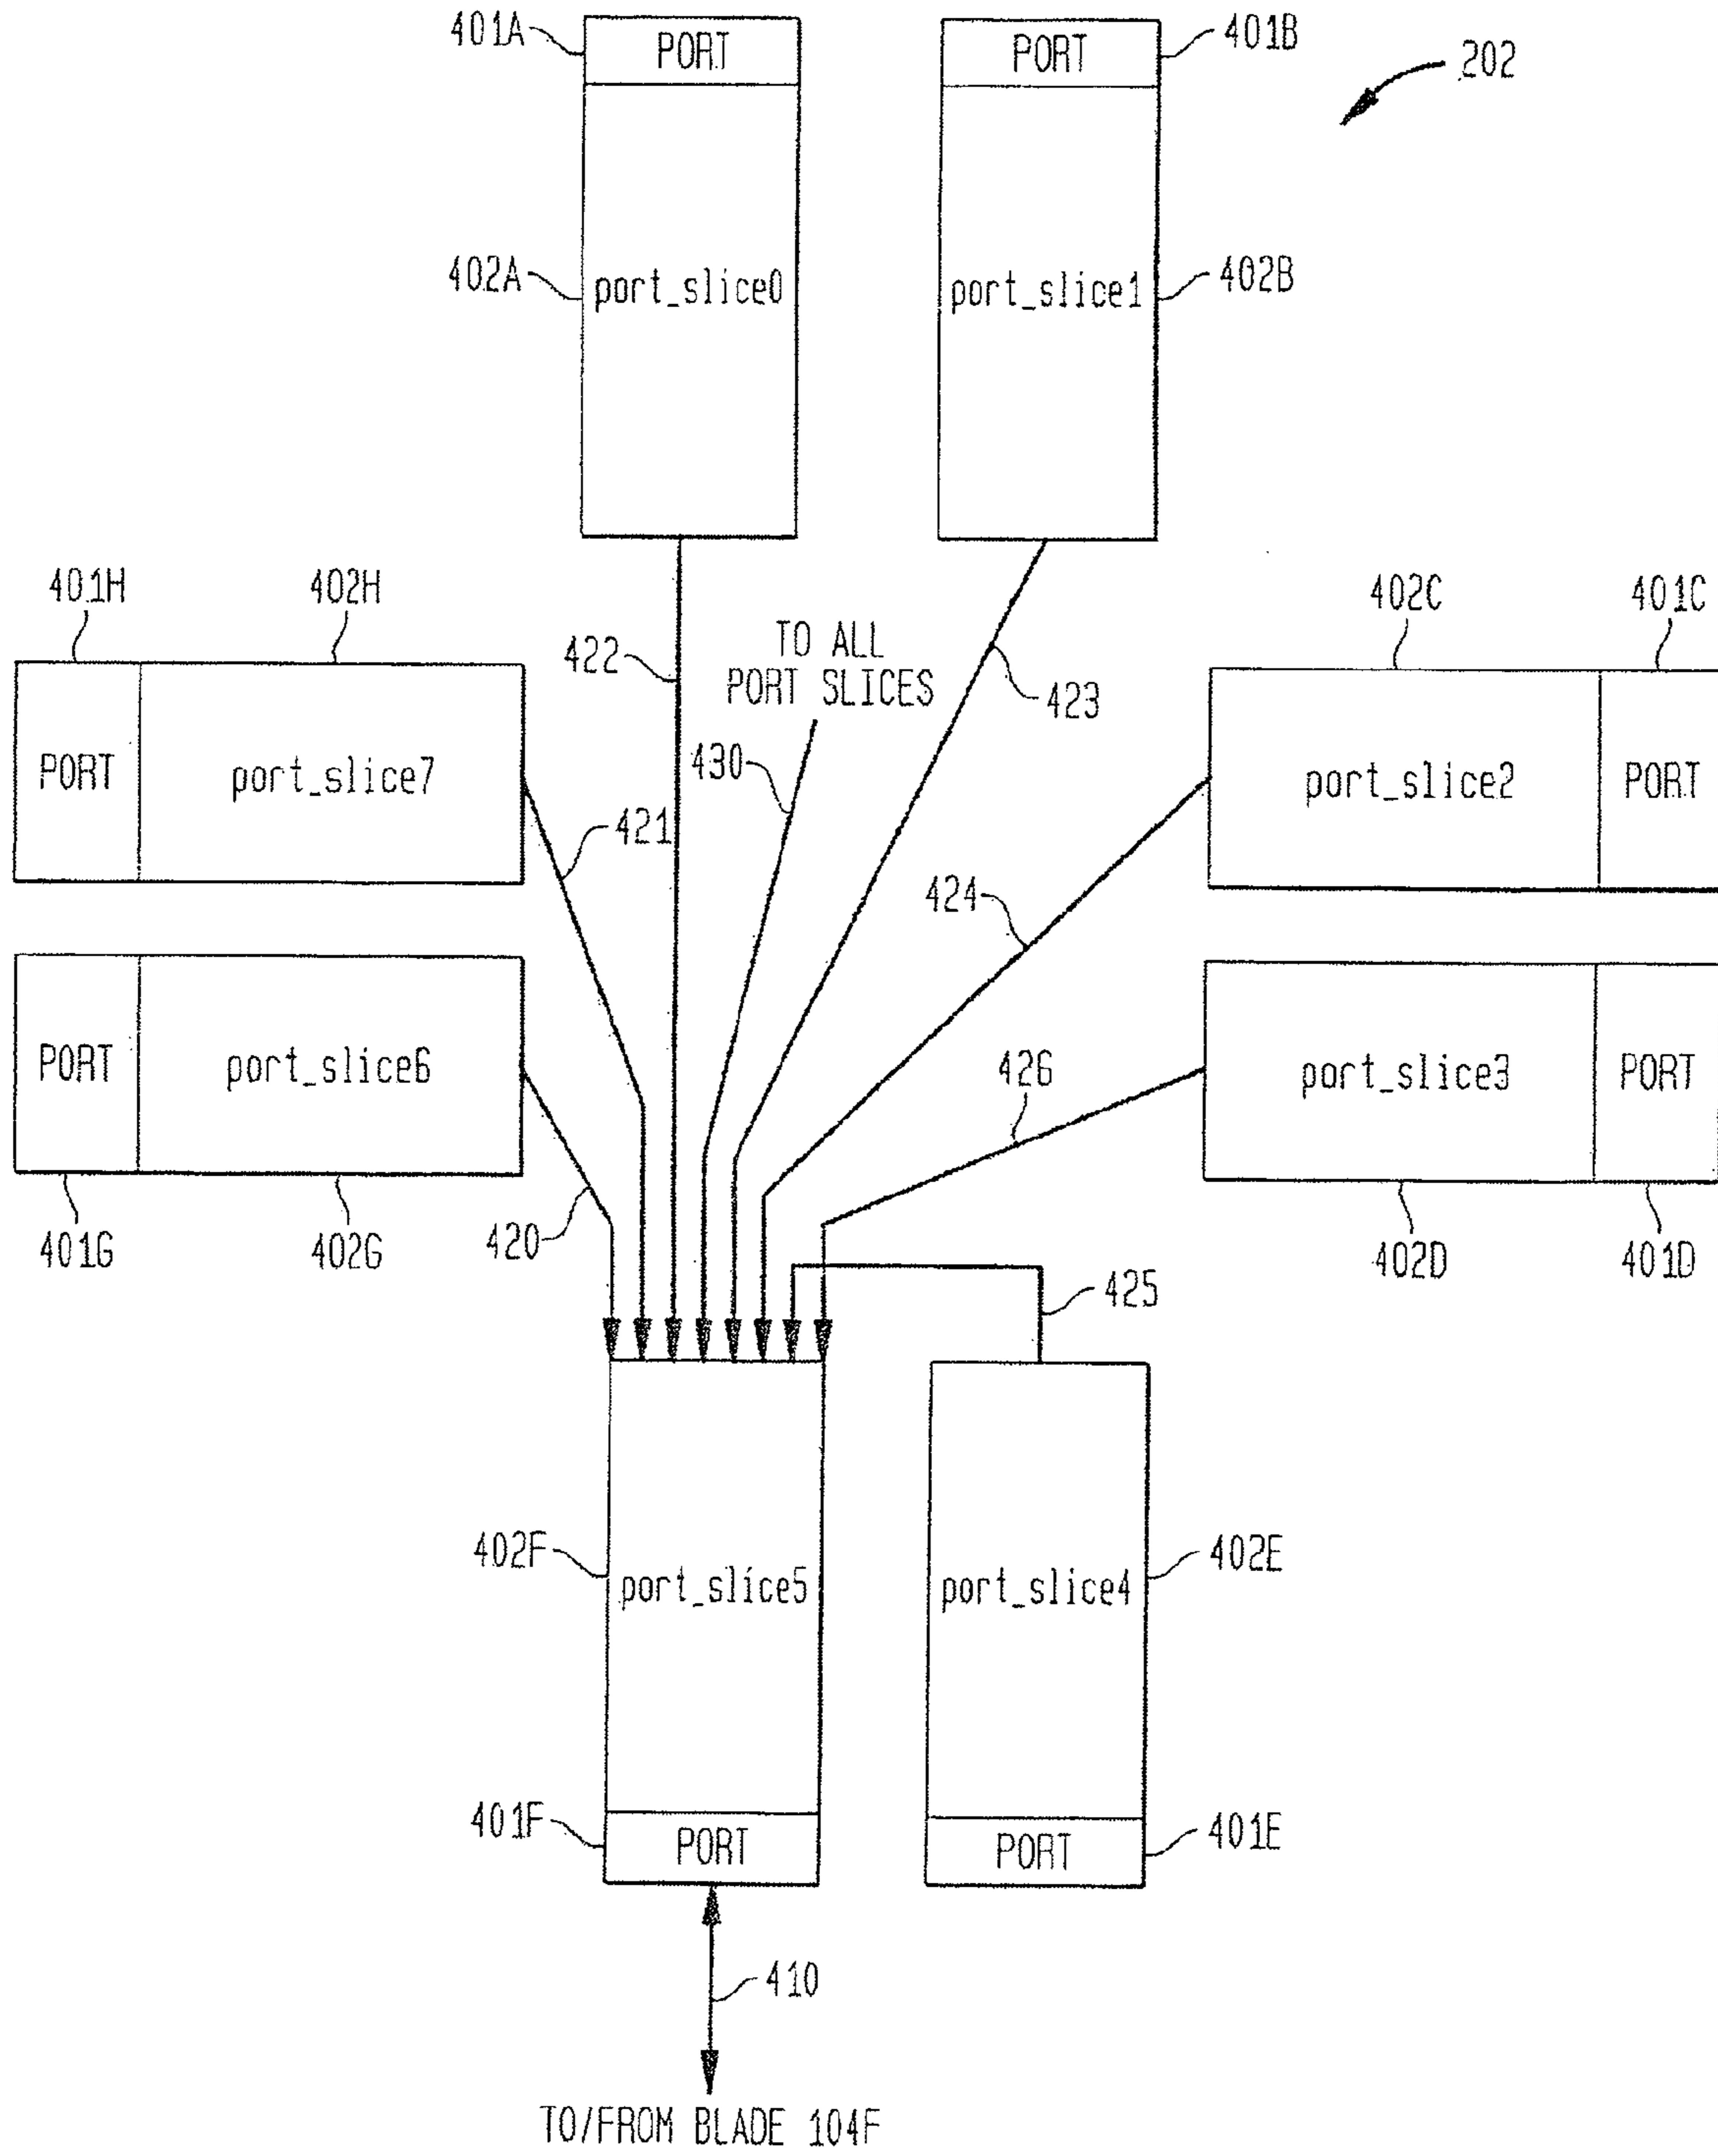 401A
PORT
PORT
401B
202
402A
port_slice0
port_slice1
402B
401H
402H
402C
401C
422
TO ALL
PORT SLICES
423
PORT
port_slice7
430
port_slice2
PORT
421
424
PORT
port_slice6
426
port_slice3
PORT
401G
402G
420
402D
401D
425
402F
port_slice5
port_slice4
402E
401F
PORT
PORT
401E
410
TO/FROM BLADE 104F